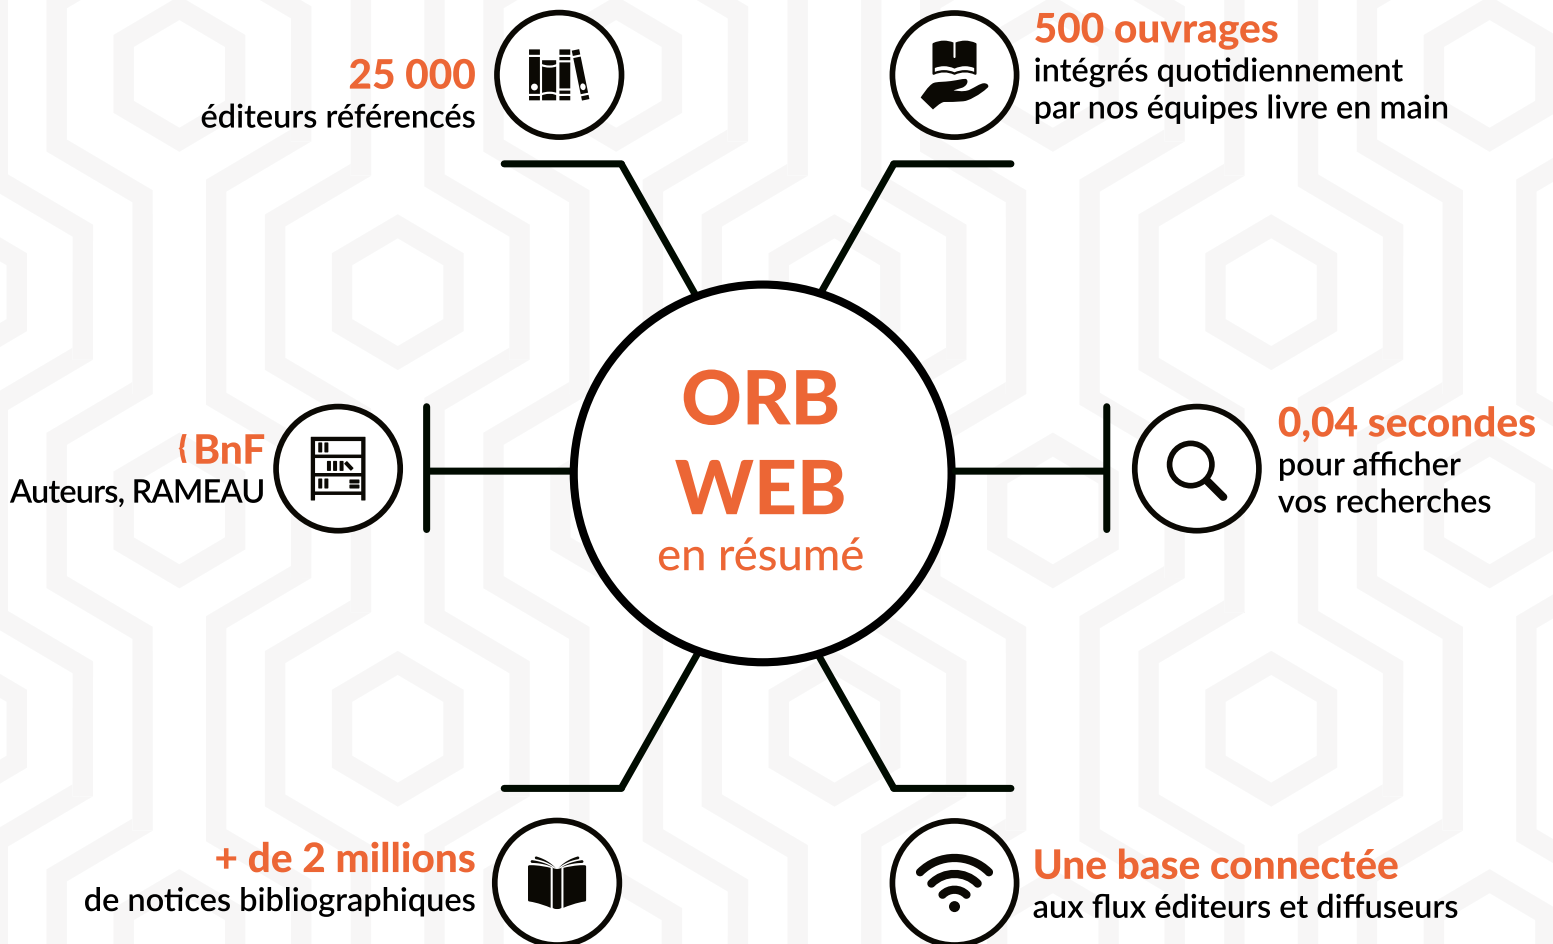 25 000
éditeurs référencés
500 ouvrages
intégrés quotidiennement
par nos équipes livre en main
BnF
Auteurs, RAMEAU
ORB
WEB
en résumé
0,04 secondes
pour afficher
vos recherches
+ de 2 millions
de notices bibliographiques
Une base connectée
aux flux éditeurs et diffuseurs